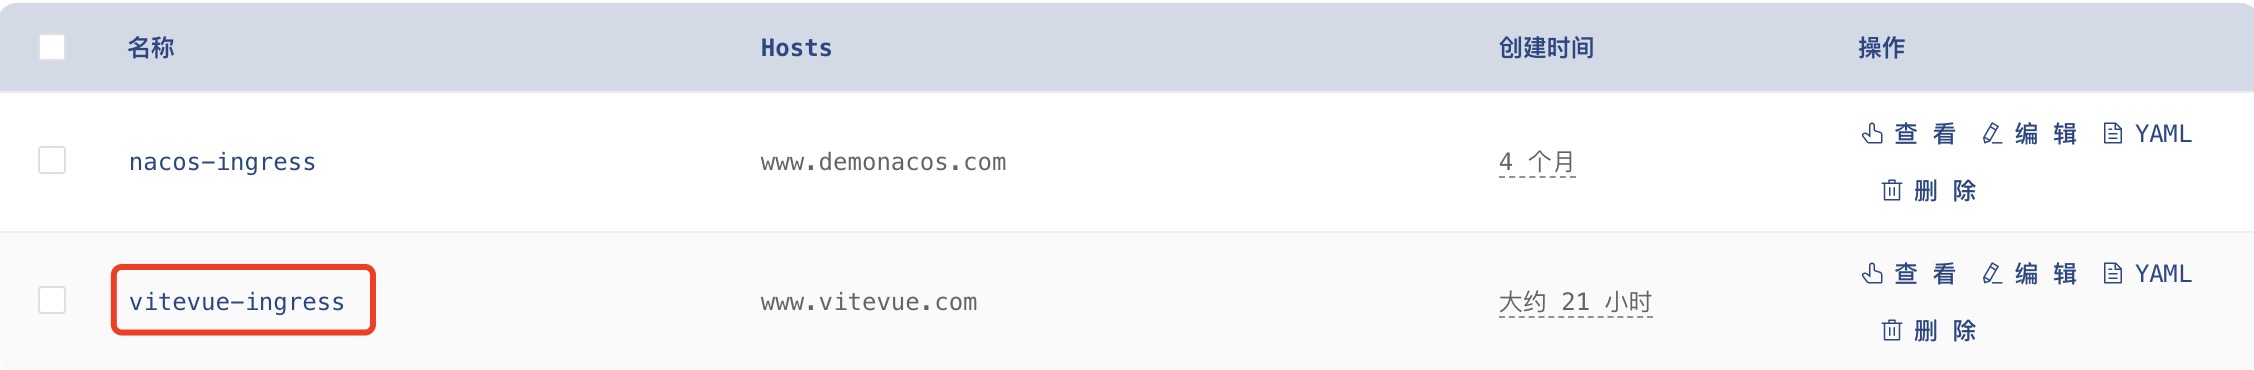 名称 Hosts 创建时间 操作
nacos-ingress www.demonacos.com 4 个月 查 看 编 辑 YAML
删 除
vitevue-ingress www.vitevue.com 大约 21 小时 查 看 编 辑 YAML
删 除